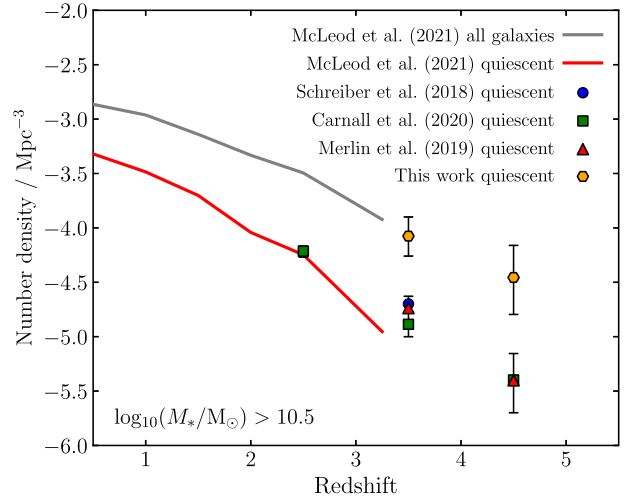 −2.0
−2.5
−3.0
−3.5
−4.0
−4.5
−5.0
−5.5
−6.0
Number density / Mpc⁻³
McLeod et al. (2021) all galaxies
McLeod et al. (2021) quiescent
Schreiber et al. (2018) quiescent
Carnall et al. (2020) quiescent
Merlin et al. (2019) quiescent
This work quiescent
log₁₀(M∗/M⊙) > 10.5
1 2 3 4 5
Redshift